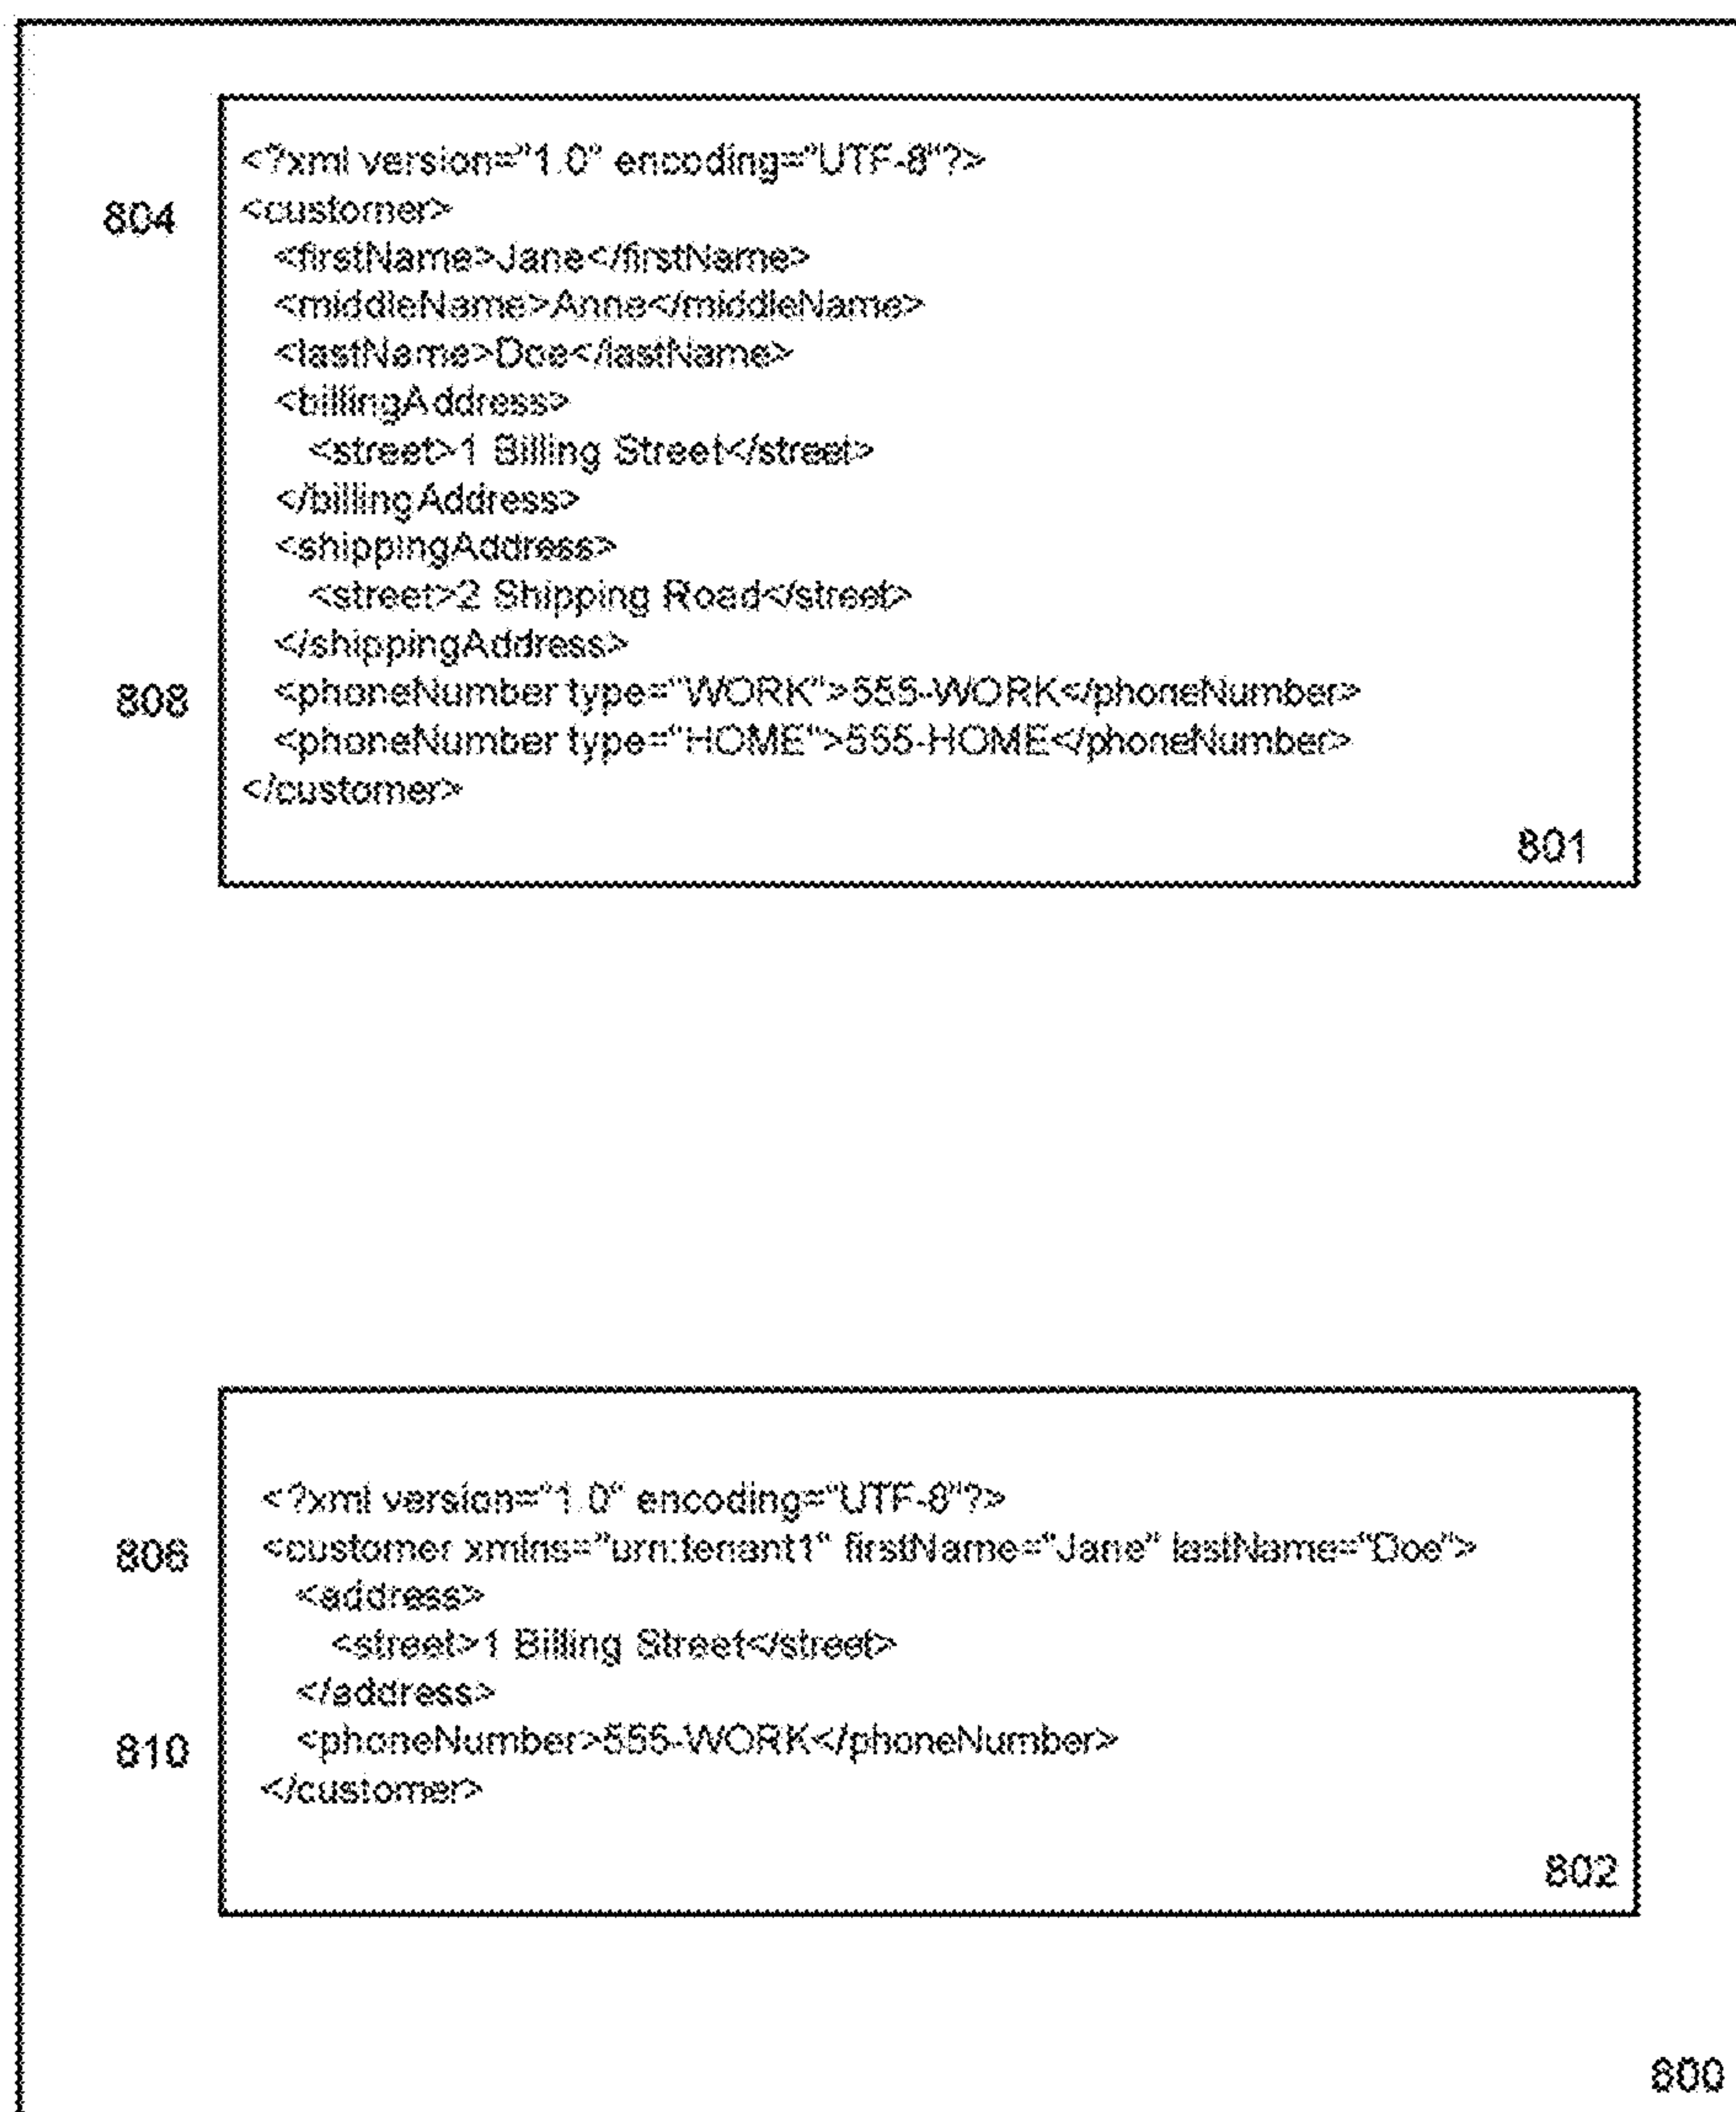 <?xml version="1.0" encoding="UTF-8"?>
804 <customer>
<firstName>Jane</firstName>
<middleName>Anne</middleName>
<lastName>Doe</lastName>
<billingAddress>
<street>1 Billing Street</street>
</billingAddress>
<shippingAddress>
<street>2 Shipping Road</street>
</shippingAddress>
808 <phoneNumber type="WORK">555-WORK</phoneNumber>
<phoneNumber type="HOME">555-HOME</phoneNumber>
</customer>
801
<?xml version="1.0" encoding="UTF-8"?>
806 <customer xmlns="urn:tenant1" firstName="Jane" lastName="Doe">
<address>
<street>1 Billing Street</street>
</address>
810 <phoneNumber>555-WORK</phoneNumber>
</customer>
802
800